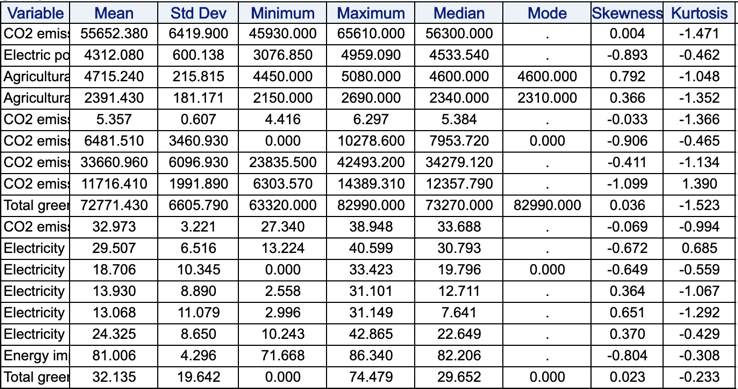 Variable Mean Std Dev Minimum Maximum Median Mode Skewness Kurtosis
CO2 emiss 55652.380 6419.900 45930.000 65610.000 56300.000 . 0.004 -1.471
Electric po 4312.080 600.138 3076.850 4959.090 4533.540 . -0.893 -0.462
Agricultura 4715.240 215.815 4450.000 5080.000 4600.000 4600.000 0.792 -1.048
Agricultura 2391.430 181.171 2150.000 2690.000 2340.000 2310.000 0.366 -1.352
CO2 emiss 5.357 0.607 4.416 6.297 5.384 . -0.033 -1.366
CO2 emiss 6481.510 3460.930 0.000 10278.600 7953.720 0.000 -0.906 -0.465
CO2 emiss 33660.960 6096.930 23835.500 42493.200 34279.120 . -0.411 -1.134
CO2 emiss 11716.410 1991.890 6303.570 14389.310 12357.790 . -1.099 1.390
Total green 72771.430 6605.790 63320.000 82990.000 73270.000 82990.000 0.036 -1.523
CO2 emiss 32.973 3.221 27.340 38.948 33.688 . -0.069 -0.994
Electricity 29.507 6.516 13.224 40.599 30.793 . -0.672 0.685
Electricity 18.706 10.345 0.000 33.423 19.796 0.000 -0.649 -0.559
Electricity 13.930 8.890 2.558 31.101 12.711 . 0.364 -1.067
Electricity 13.068 11.079 2.996 31.149 7.641 . 0.651 -1.292
Electricity 24.325 8.650 10.243 42.865 22.649 . 0.370 -0.429
Energy im 81.006 4.296 71.668 86.340 82.206 . -0.804 -0.308
Total green 32.135 19.642 0.000 74.479 29.652 0.000 0.023 -0.233